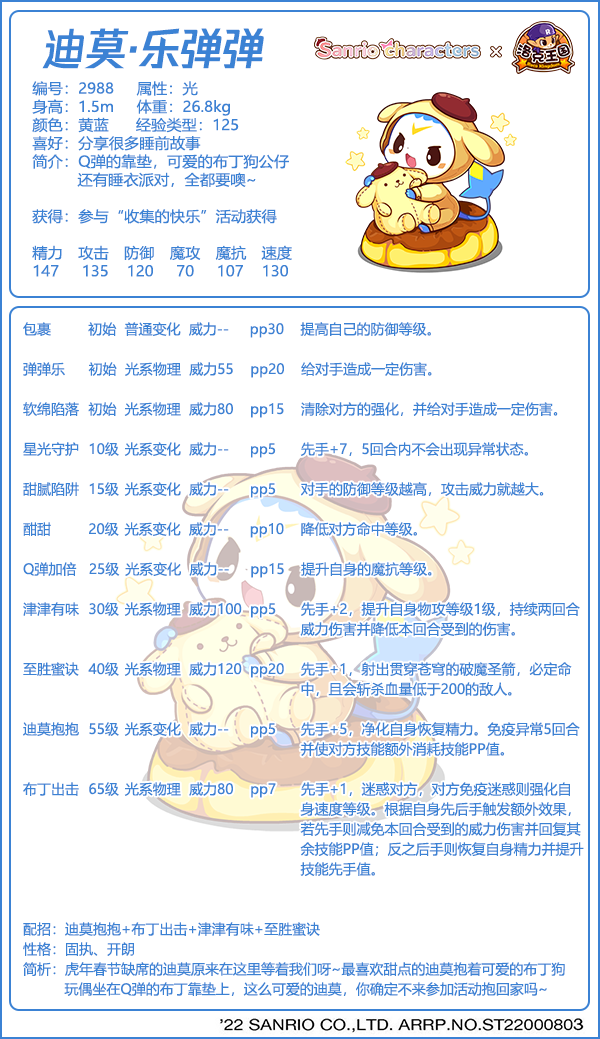 迪莫·乐弹弹
Sanrio characters × 洛克王国
编号：2988 属性：光
身高：1.5m 体重：26.8kg
颜色：黄蓝 经验类型：125
喜好：分享很多睡前故事
简介：Q弹的靠垫，可爱的布丁狗公仔
还有睡衣派对，全都要噢~
获得：参与“收集的快乐”活动获得
精力 攻击 防御 魔攻 魔抗 速度
147 135 120 70 107 130
包裹 初始 普通变化 威力-- pp30 提高自己的防御等级。
弹弹乐 初始 光系物理 威力55 pp20 给对手造成一定伤害。
软绵陷落 初始 光系物理 威力80 pp15 清除对方的强化，并给对手造成一定伤害。
星光守护 10级 光系变化 威力-- pp5 先手+7，5回合内不会出现异常状态。
甜腻陷阱 15级 光系变化 威力-- pp5 对手的防御等级越高，攻击威力就越大。
酣甜 20级 光系变化 威力-- pp10 降低对方命中等级。
Q弹加倍 25级 光系变化 威力-- pp15 提升自身的魔抗等级。
津津有味 30级 光系物理 威力100 pp5 先手+2，提升自身物攻等级1级，持续两回合
威力伤害并降低本回合受到的伤害。
至胜蜜诀 40级 光系物理 威力120 pp20 先手+1，射出贯穿苍穹的破魔圣箭，必定命
中，且会斩杀血量低于200的敌人。
迪莫抱抱 55级 光系变化 威力-- pp5 先手+5，净化自身恢复精力。免疫异常5回合
并使对方技能额外消耗技能PP值。
布丁出击 65级 光系物理 威力80 pp7 先手+1，迷惑对方，对方免疫迷惑则强化自
身速度等级。根据自身先后手触发额外效果，
若先手则减免本回合受到的威力伤害并回复其
余技能PP值；反之后手则恢复自身精力并提升
技能先手值。
配招：迪莫抱抱+布丁出击+津津有味+至胜蜜诀
性格：固执、开朗
简析：虎年春节缺席的迪莫原来在这里等着我们呀~最喜欢甜点的迪莫抱着可爱的布丁狗
玩偶坐在Q弹的布丁靠垫上，这么可爱的迪莫，你确定不来参加活动抱回家吗~
’22 SANRIO CO.,LTD. ARRP.NO.ST22000803